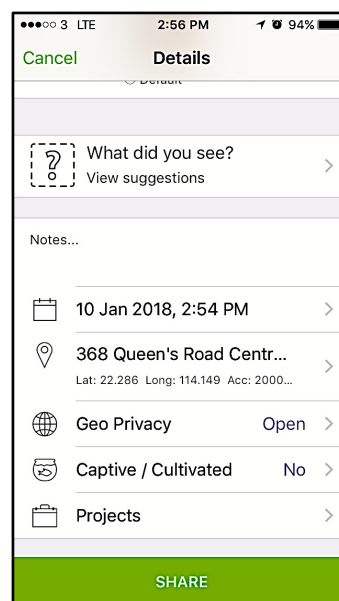 3 LTE 2:56 PM 94%
Cancel Details
Default
What did you see?
View suggestions
Notes...
10 Jan 2018, 2:54 PM
368 Queen's Road Centr...
Lat: 22.286 Long: 114.149 Acc: 2000...
Geo Privacy Open
Captive / Cultivated No
Projects
SHARE